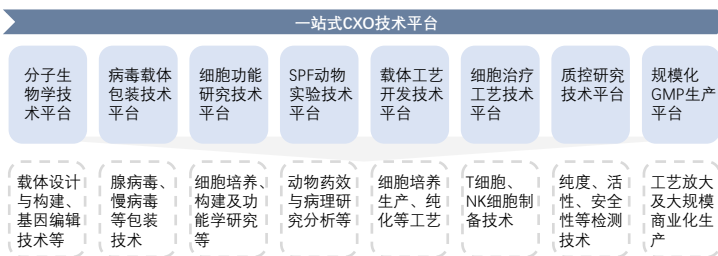 一站式CXO技术平台
分子生
物学技
术平台
病毒载体
包装技术
平台
细胞功能
研究技术
平台
SPF动物
实验技术
平台
载体工艺
开发技术
平台
细胞治疗
工艺技术
平台
质控研究
技术平台
规模化
GMP生产
平台
载体设计
与构建、
基因编辑
技术等
腺病毒、
慢病毒
等包装
技术
细胞培养、
构建及功
能学研究
等
动物药效
与病理研
究分析等
细胞培养
生产、纯
化等工艺
T细胞、
NK细胞制
备技术
纯度、活
性、安全
性等检测
技术
工艺放大
及大规模
商业化生
产